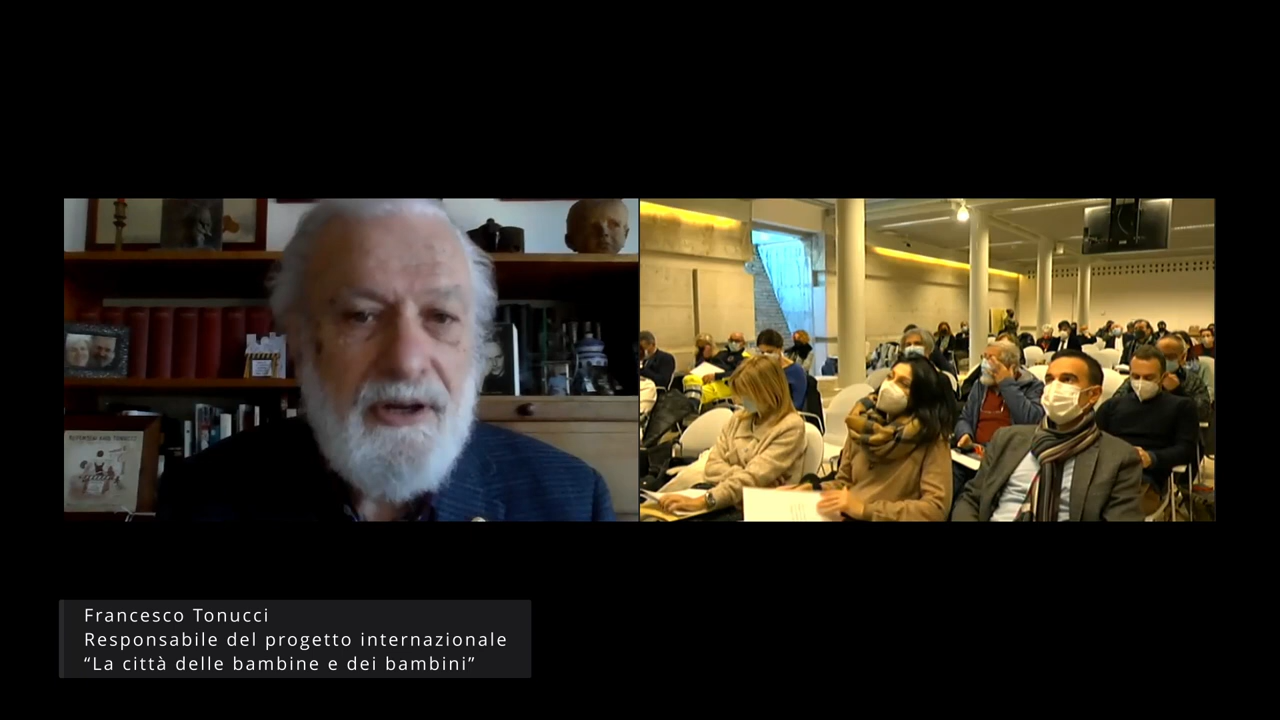 Francesco Tonucci
Responsabile del progetto internazionale
“La città delle bambine e dei bambini”